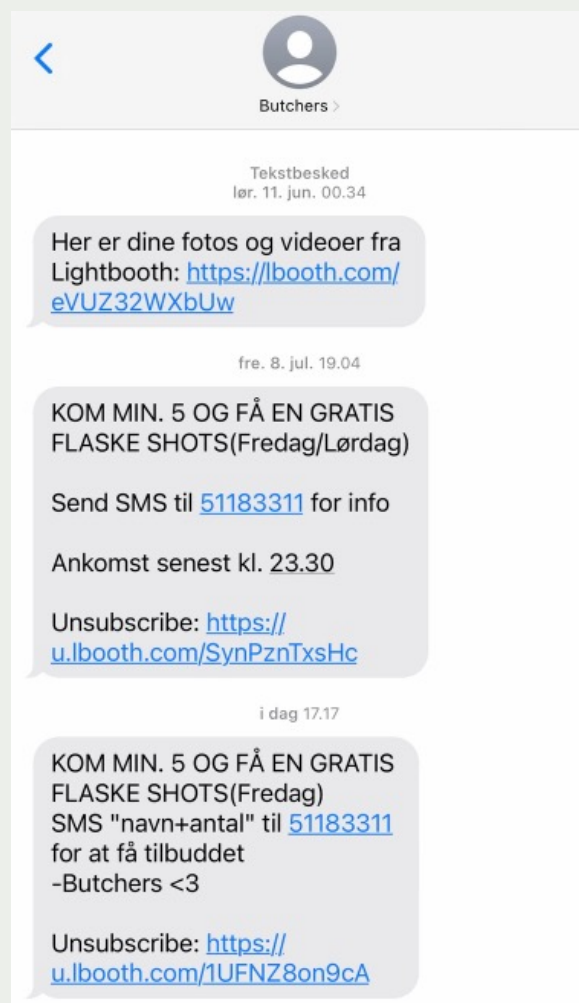 Butchers
Tekstbesked
lør. 11. jun. 00.34
Her er dine fotos og videoer fra
Lightbooth: https://lbooth.com/
eVUZ32WXbUw
fre. 8. jul. 19.04
KOM MIN. 5 OG FÅ EN GRATIS
FLASKE SHOTS(Fredag/Lørdag)
Send SMS til 51183311 for info
Ankomst senest kl. 23.30
Unsubscribe: https://
u.lbooth.com/SynPznTxsHc
i dag 17.17
KOM MIN. 5 OG FÅ EN GRATIS
FLASKE SHOTS(Fredag)
SMS "navn+antal" til 51183311
for at få tilbuddet
-Butchers <3
Unsubscribe: https://
u.lbooth.com/1UFNZ8on9cA